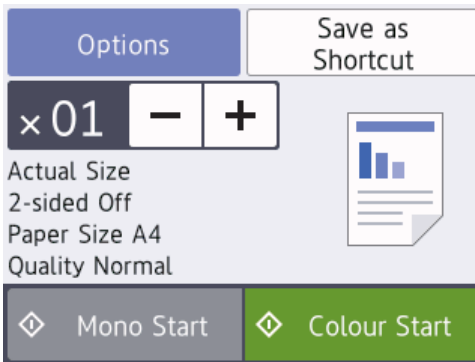 Options
Save as
Shortcut
×01
− +
Actual Size
2-sided Off
Paper Size A4
Quality Normal
Mono Start
Colour Start